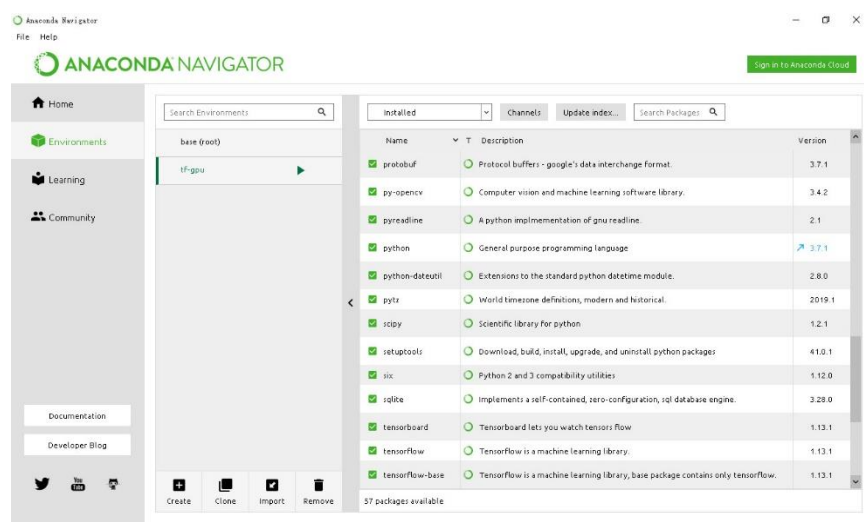 Anaconda Navigator
File Help
ANACONDA NAVIGATOR
Sign in to Anaconda Cloud
Home
Environments
Learning
Community
Documentation
Developer Blog
You Tube
Search Environments
base (root)
tf-gpu
Create Clone Import Remove
Installed Channels Update index... Search Packages
Name T Description Version
protobuf Protocol buffers - google's data interchange format. 3.7.1
py-opencv Computer vision and machine learning software library. 3.4.2
pyreadline A python implmementation of gnu readline. 2.1
python General purpose programming language 3.7.1
python-dateutil Extensions to the standard python datetime module. 2.8.0
pytz World timezone definitions, modern and historical. 2019.1
scipy Scientific library for python 1.2.1
setuptools Download, build, install, upgrade, and uninstall python packages 41.0.1
six Python 2 and 3 compatibility utilities 1.12.0
sqlite Implements a self-contained, zero-configuration, sql database engine. 3.28.0
tensorboard Tensorboard lets you watch tensors flow 1.13.1
tensorflow Tensorflow is a machine learning library. 1.13.1
tensorflow-base Tensorflow is a machine learning library, base package contains only tensorflow. 1.13.1
57 packages available